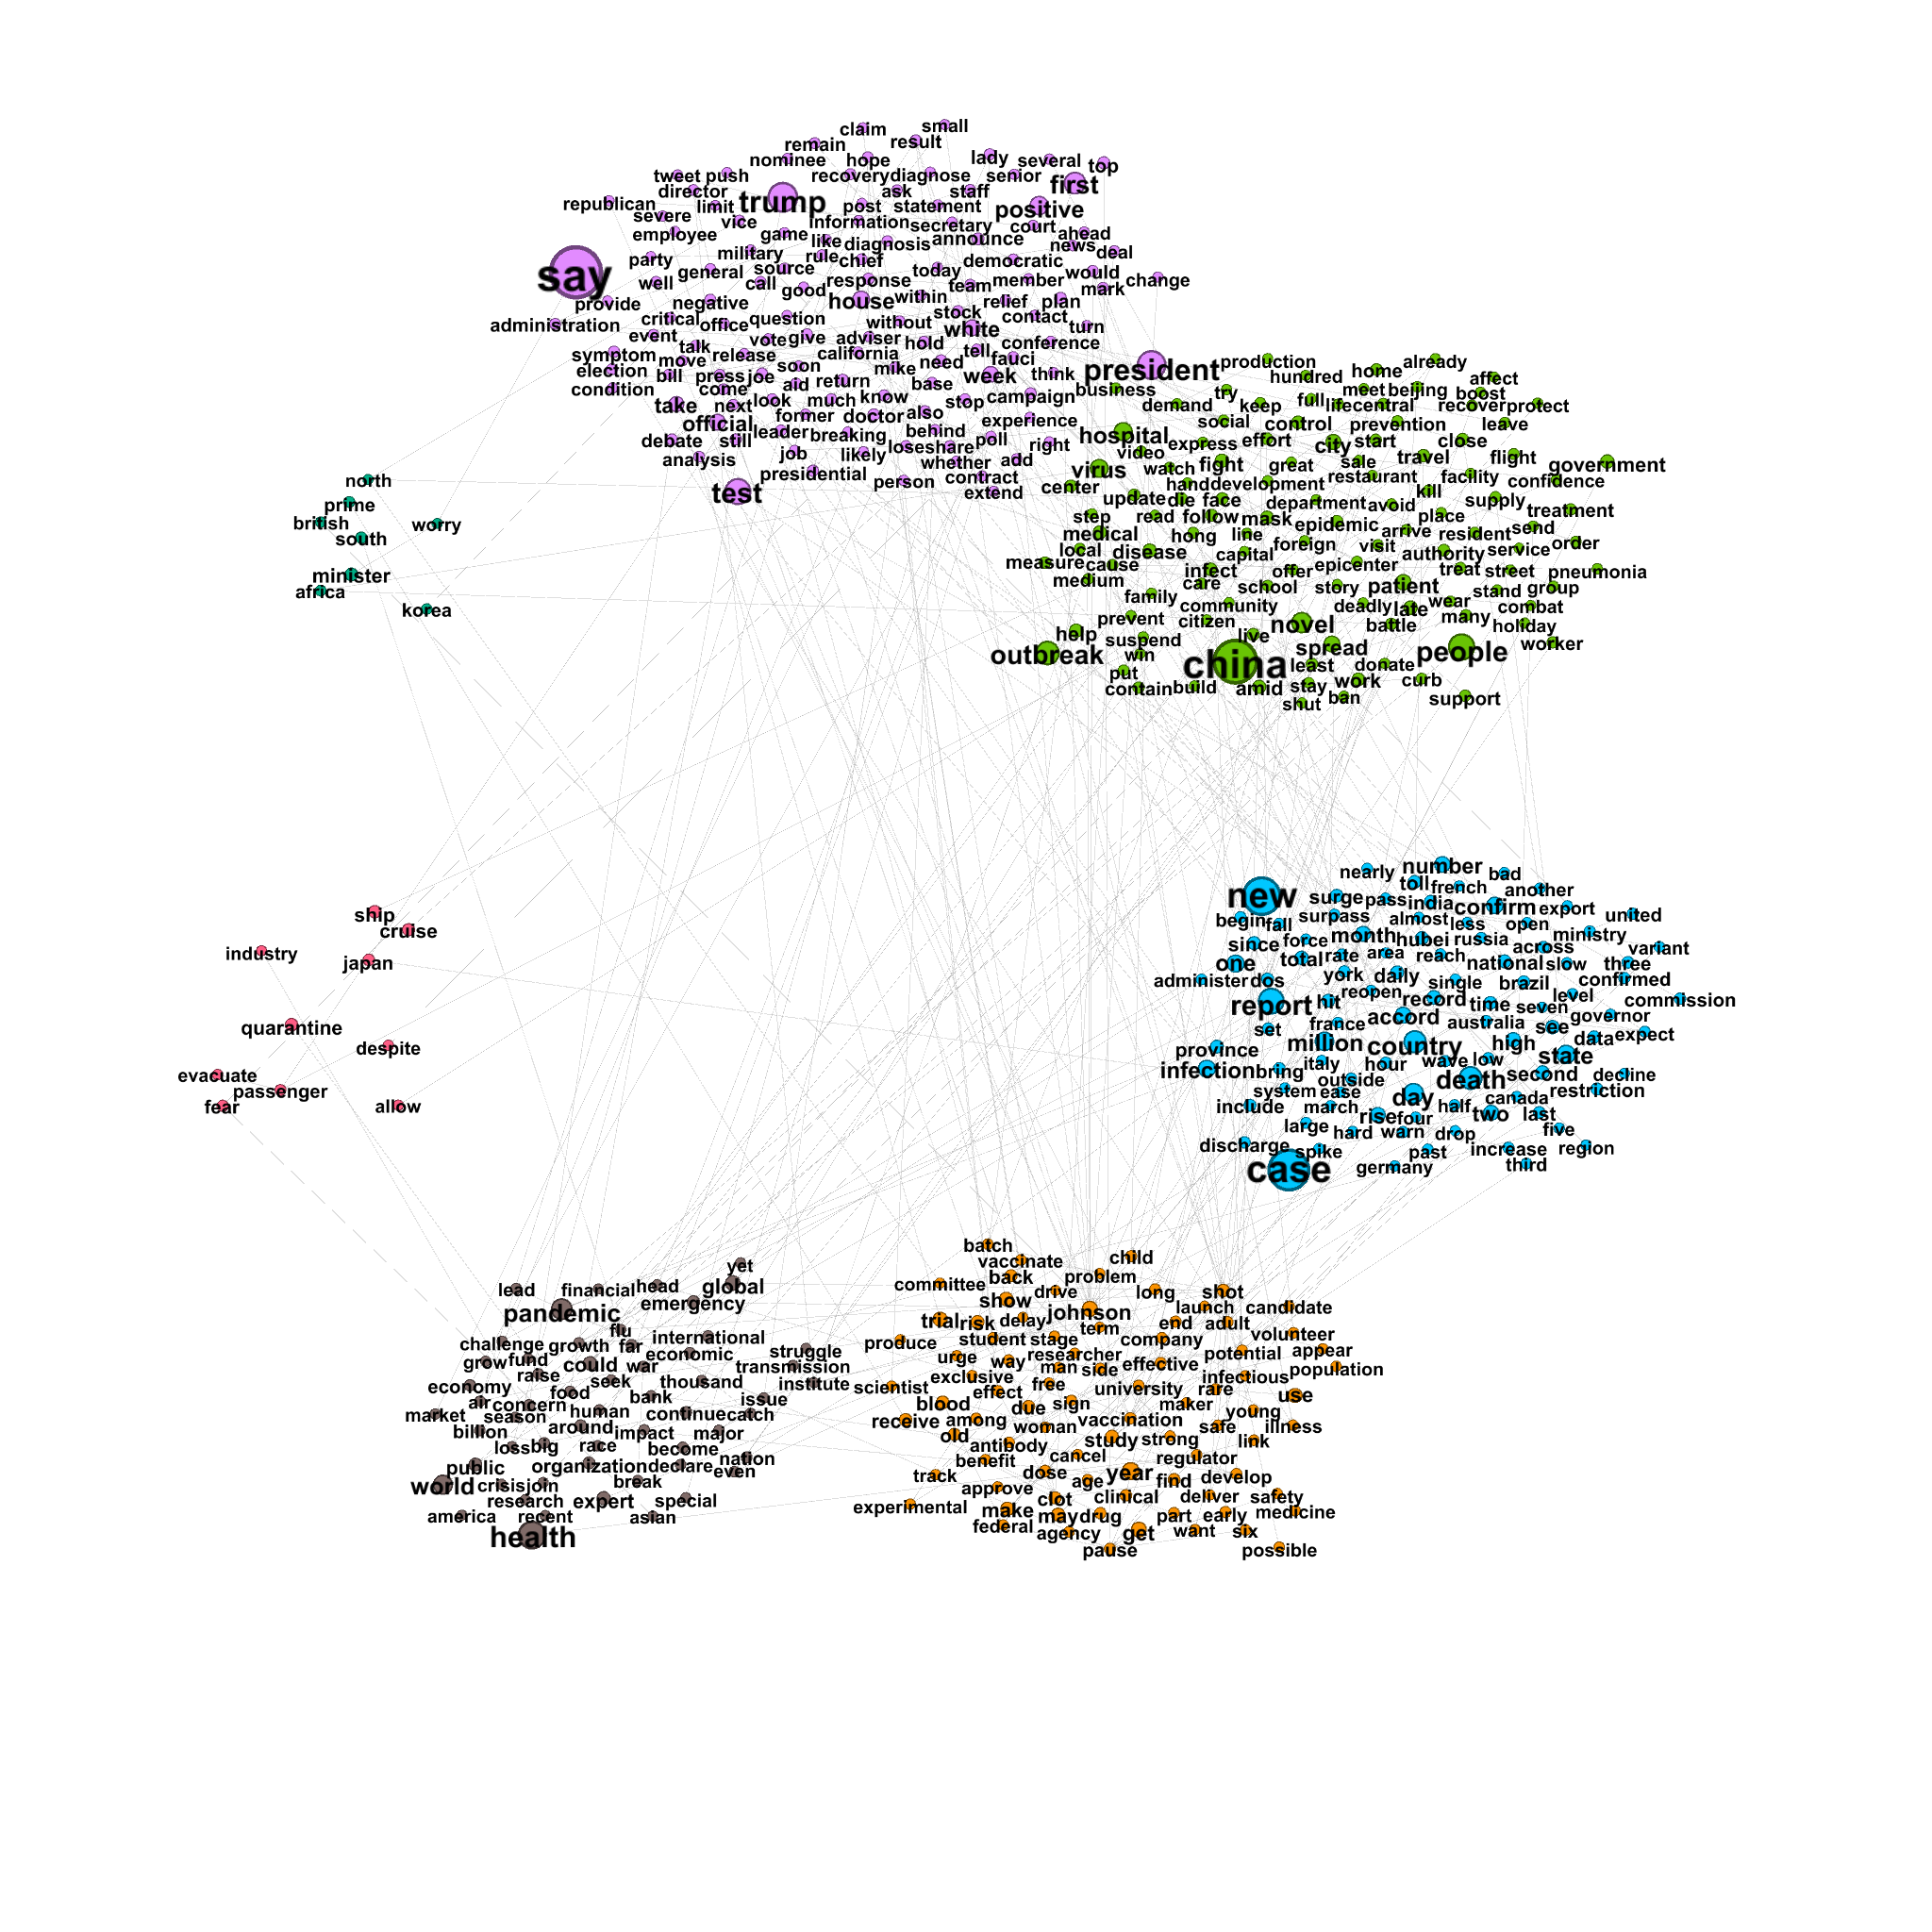 small
claim
remain
result
nominee
hope
lady
several
top
tweet
push
recovery
diagnose
senior
first
director
ask
staff
republican
limit
trump
post
statement
positive
severe
vice
information
secretary
court
employee
game
like
diagnosis
announce
ahead
news
deal
say
party
military
rule
chief
democratic
general
source
today
would
well
call
good
response
team
member
mark
change
provide
negative
house
within
relief
plan
administration
critical
office
question
without
stock
white
contact
turn
event
vote
give
adviser
hold
conference
symptom
talk
move
release
california
need
tell
fauci
election
bill
press
joe
soon
mike
week
think
president
condition
come
aid
return
base
take
next
look
much
know
stop
campaign
official
former
doctor
also
experience
debate
still
leader
breaking
behind
poll
right
analysis
job
likely
lose
share
whether
add
presidential
person
contract
test
extend
production
already
hundred
home
affect
business
try
meet
beijing
boost
demand
keep
full
life
central
recover
protect
social
control
prevention
leave
hospital
express
effort
city
start
close
video
virus
watch
fight
great
sale
travel
flight
government
center
hand
development
restaurant
facility
confidence
update
die
face
department
avoid
kill
supply
step
read
follow
mask
epidemic
place
treatment
medical
hong
line
foreign
arrive
resident
send
local
disease
capital
visit
authority
service
order
measure
cause
infect
offer
epicenter
treat
street
pneumonia
medium
care
school
story
patient
stand
group
family
community
deadly
late
wear
combat
prevent
citizen
novel
battle
many
holiday
help
suspend
live
spread
people
worker
outbreak
win
china
least
donate
put
stay
work
curb
contain
build
amid
shut
ban
support
north
prime
british
worry
south
minister
africa
korea
ship
cruise
industry
japan
quarantine
despite
evacuate
passenger
fear
allow
nearly
number
bad
new
toll
french
another
surge
pass
india
confirm
export
begin
fall
surpass
almost
less
open
united
since
force
month
hubei
russia
across
ministry
variant
one
total
rate
area
reach
national
slow
three
administer
dos
york
daily
single
brazil
confirmed
reopen
report
hit
record
time
seven
level
commission
set
france
accord
australia
see
governor
province
million
country
high
data
expect
infection
bring
italy
hour
wave
low
state
outside
death
second
decline
system
ease
day
canada
restriction
include
march
rise
four
half
two
last
large
hard
warn
drop
five
discharge
spike
past
increase
region
case
germany
third
yet
lead
financial
head
global
pandemic
emergency
flu
challenge
growth
far
international
grow
fund
could
war
economic
struggle
raise
seek
transmission
economy
food
thousand
institute
air
concern
bank
issue
market
season
human
continue
catch
billion
around
impact
major
loss
big
race
become
public
organization
declare
nation
world
crisis
join
break
even
research
expert
special
america
recent
asian
health
batch
vaccinate
child
committee
back
problem
drive
long
shot
show
johnson
launch
candidate
trial
risk
delay
term
end
adult
produce
student
stage
company
volunteer
urge
way
researcher
potential
appear
man
side
effective
exclusive
infectious
population
scientist
effect
free
university
rare
use
blood
due
sign
maker
receive
among
woman
vaccination
young
safe
illness
old
antibody
study
strong
link
benefit
cancel
regulator
track
dose
age
year
find
develop
approve
clot
clinical
deliver
safety
experimental
make
may
drug
part
early
medicine
federal
agency
get
want
six
pause
possible